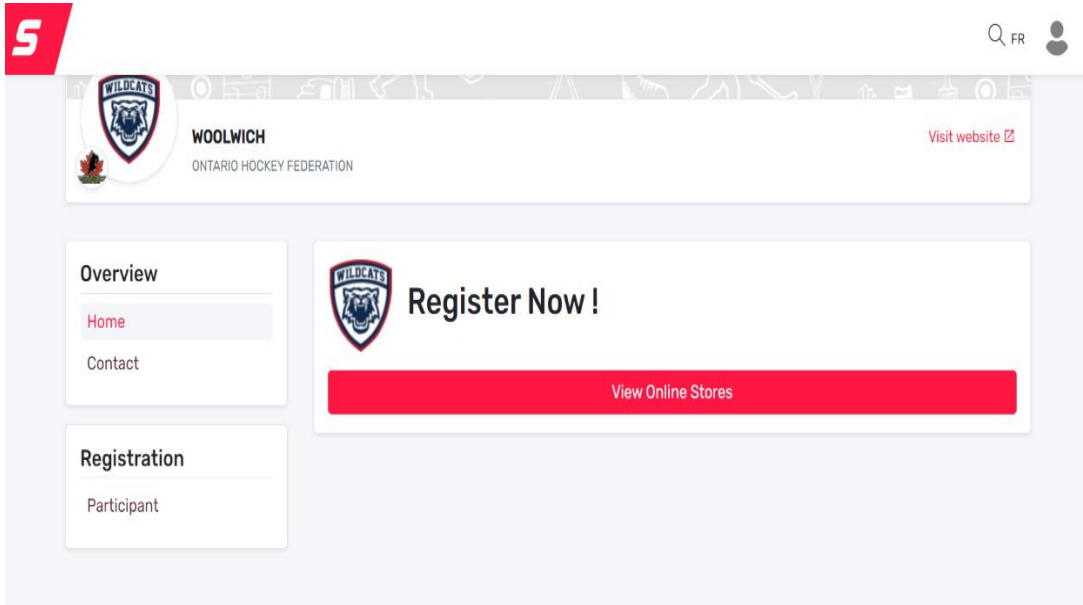 S
FR
WILDCATS
WOOLWICH
ONTARIO HOCKEY FEDERATION
Visit website
Overview
Home
Contact
Registration
Participant
WILDCATS
Register Now !
View Online Stores